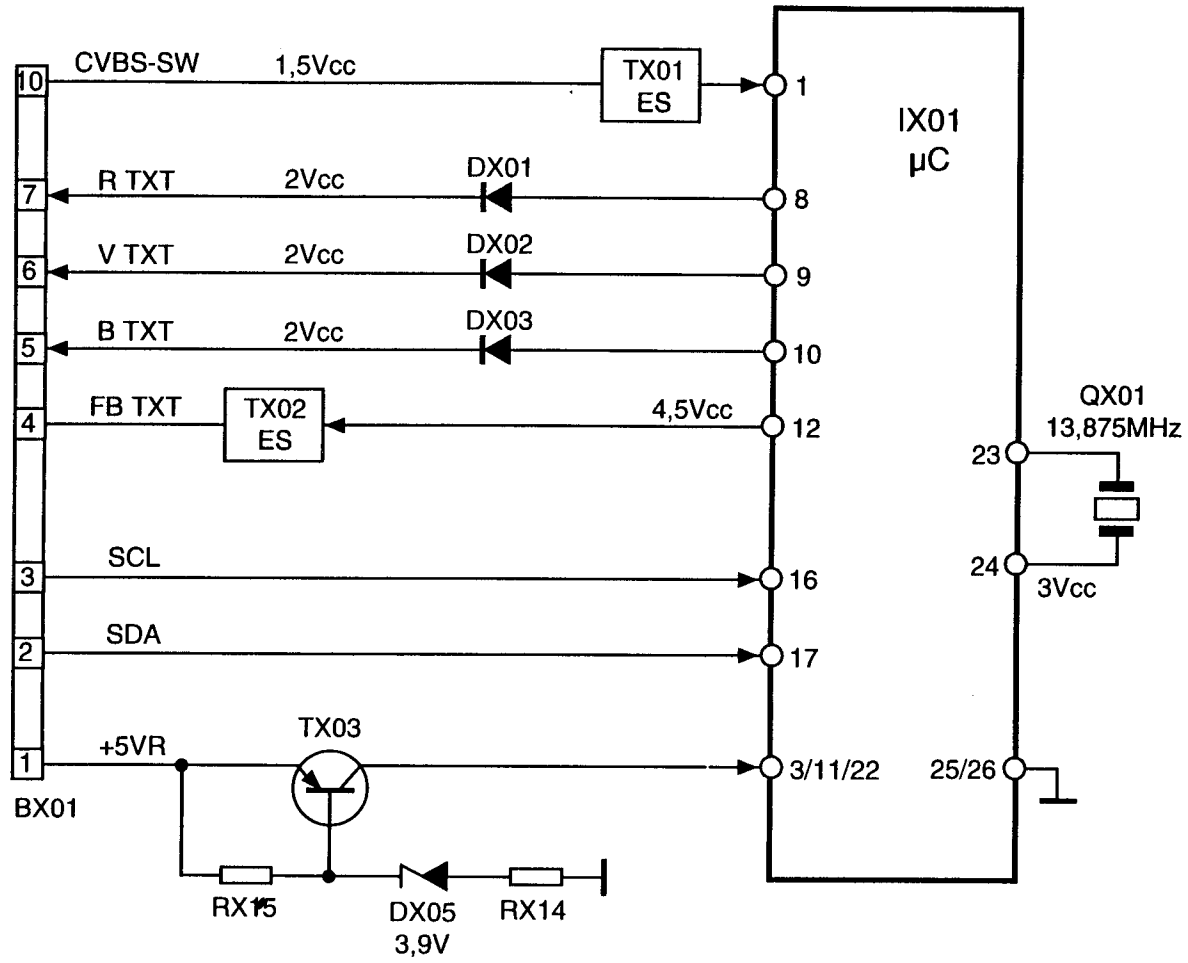 10 CVBS-SW 1,5Vcc TX01 ES 1
IX01
µC
7 R TXT 2Vcc DX01 8
6 V TXT 2Vcc DX02 9
5 B TXT 2Vcc DX03 10
4 FB TXT TX02 ES 4,5Vcc 12
QX01
13,875MHz
23
24
3Vcc
3 SCL 16
2 SDA 17
TX03
1 +5VR 3/11/22 25/26
BX01
RX15 DX05 RX14
3,9V